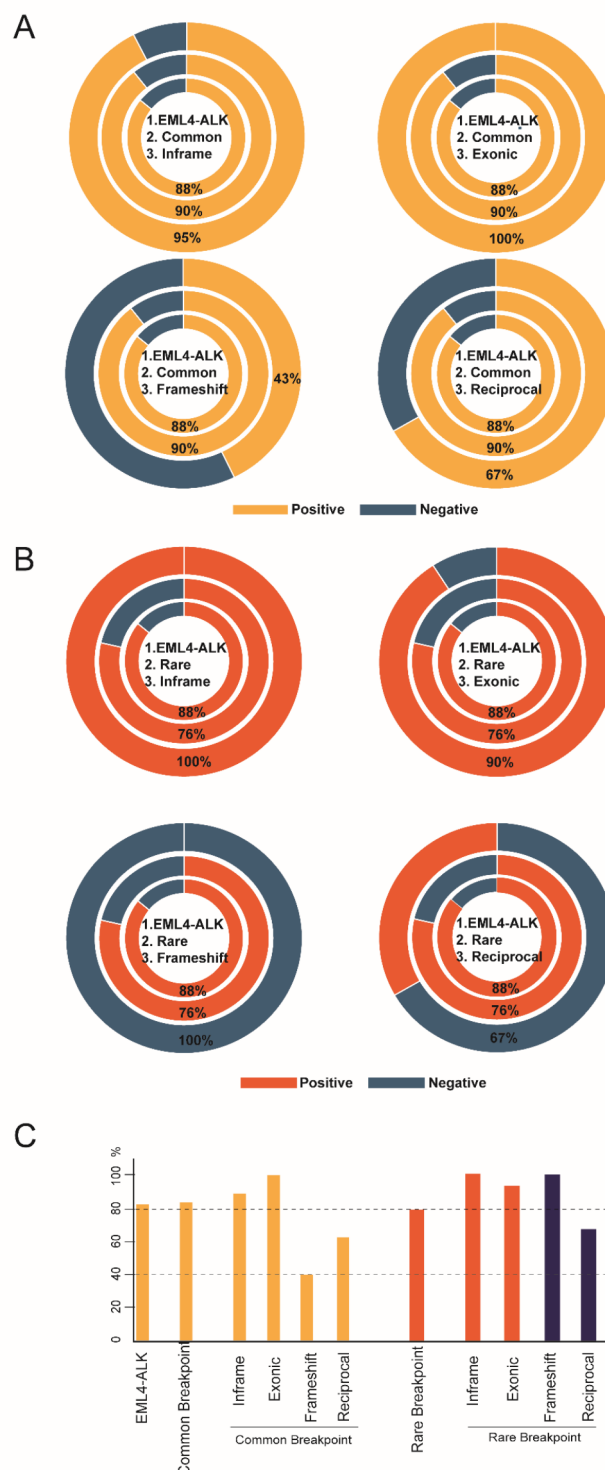 A
1.EML4-ALK
2. Common
3. Inframe
88%
90%
95%
1.EML4-ALK
2. Common
3. Exonic
88%
90%
100%
1.EML4-ALK
2. Common
3. Frameshift
43%
88%
90%
1.EML4-ALK
2. Common
3. Reciprocal
88%
90%
67%
Positive Negative
B
1.EML4-ALK
2. Rare
3. Inframe
88%
76%
100%
1.EML4-ALK
2. Rare
3. Exonic
88%
76%
90%
1.EML4-ALK
2. Rare
3. Frameshift
88%
76%
100%
1.EML4-ALK
2. Rare
3. Reciprocal
88%
76%
67%
Positive Negative
C
%
100
80
60
40
20
0
EML4-ALK
Common Breakpoint
Inframe
Exonic
Frameshift
Reciprocal
Common Breakpoint
Rare Breakpoint
Inframe
Exonic
Frameshift
Reciprocal
Rare Breakpoint